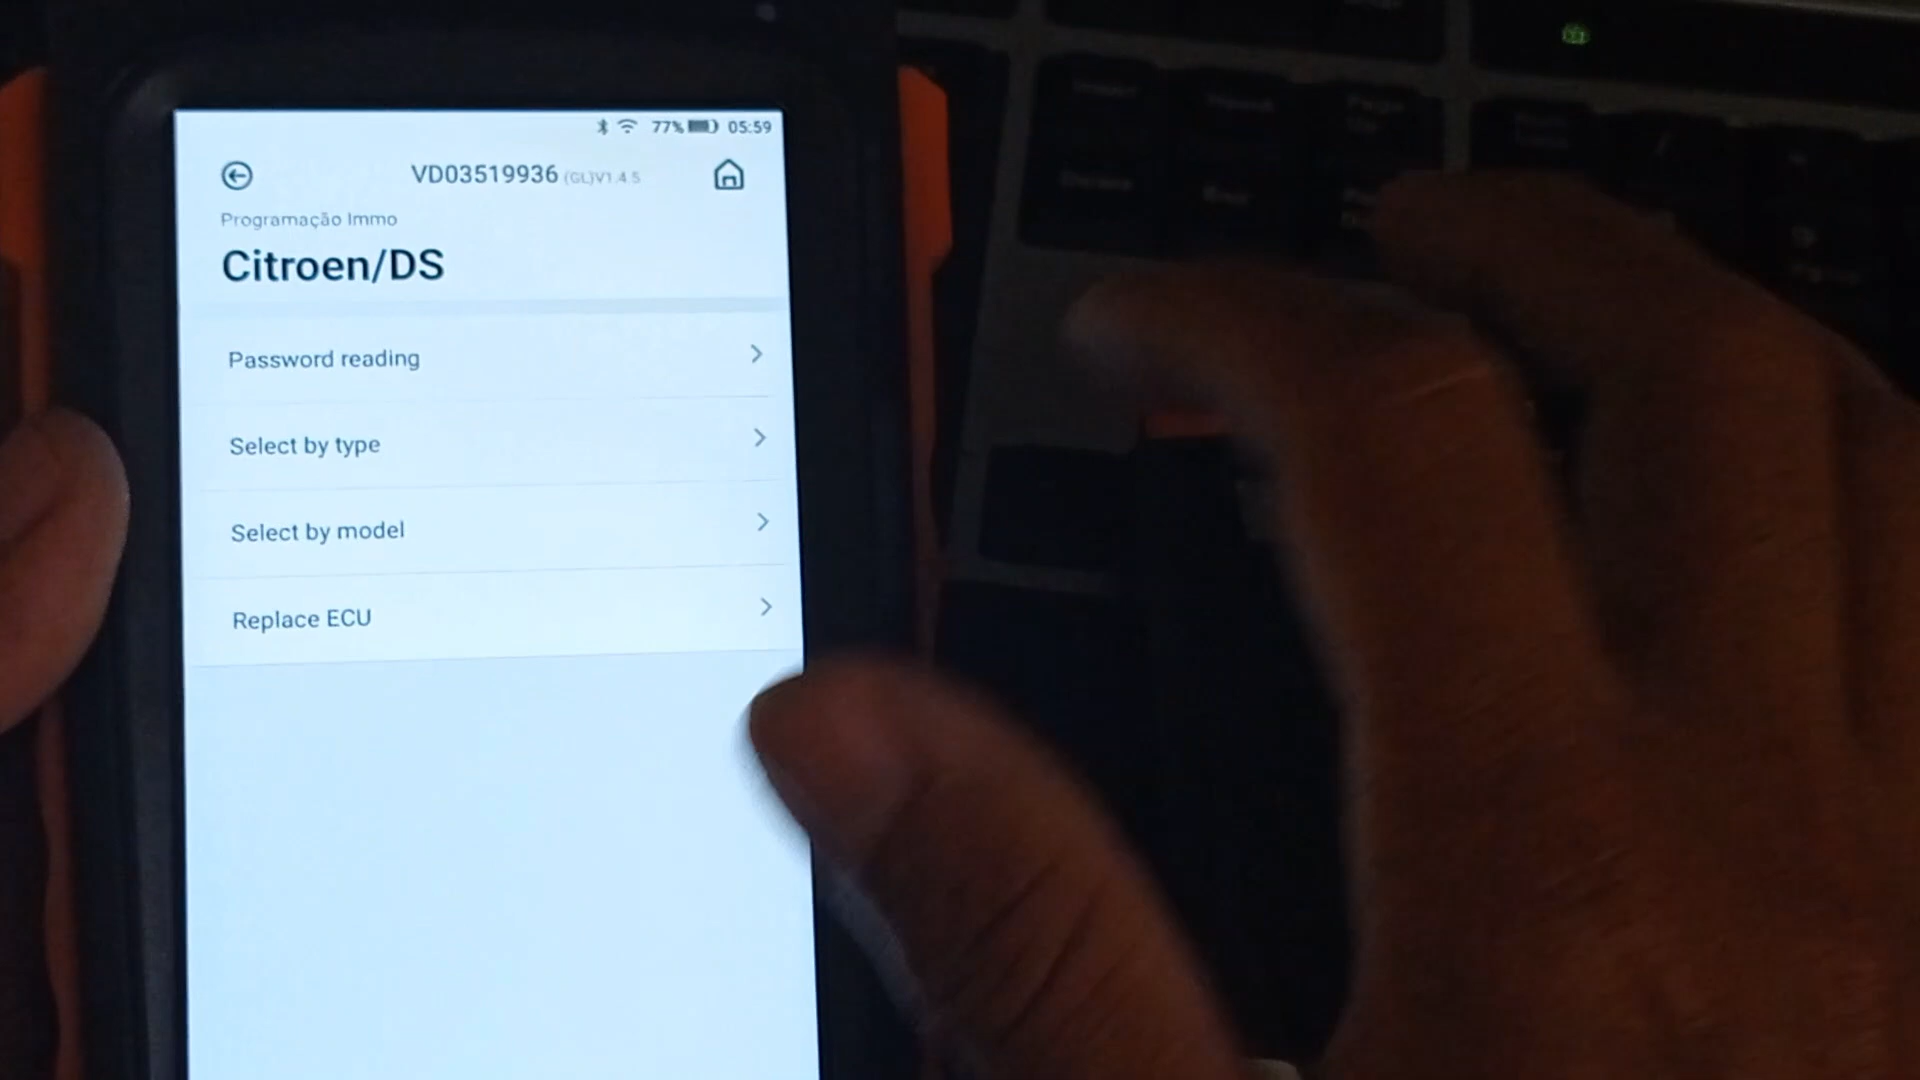 77% 05:59
VD03519936 (GL)V1.4.5
Programação Immo
Citroen/DS
Password reading
Select by type
Select by model
Replace ECU